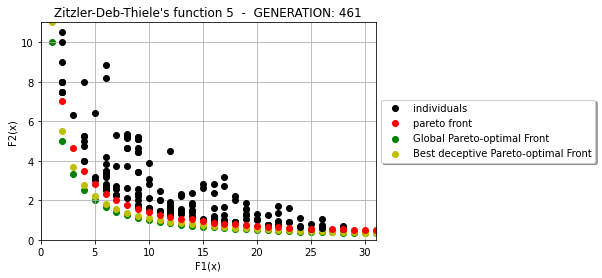 Zitzler-Deb-Thiele's function 5 - GENERATION: 461
10
8
6
4
2
0
F2(x)
0 5 10 15 20 25 30
F1(x)
individuals
pareto front
Global Pareto-optimal Front
Best deceptive Pareto-optimal Front